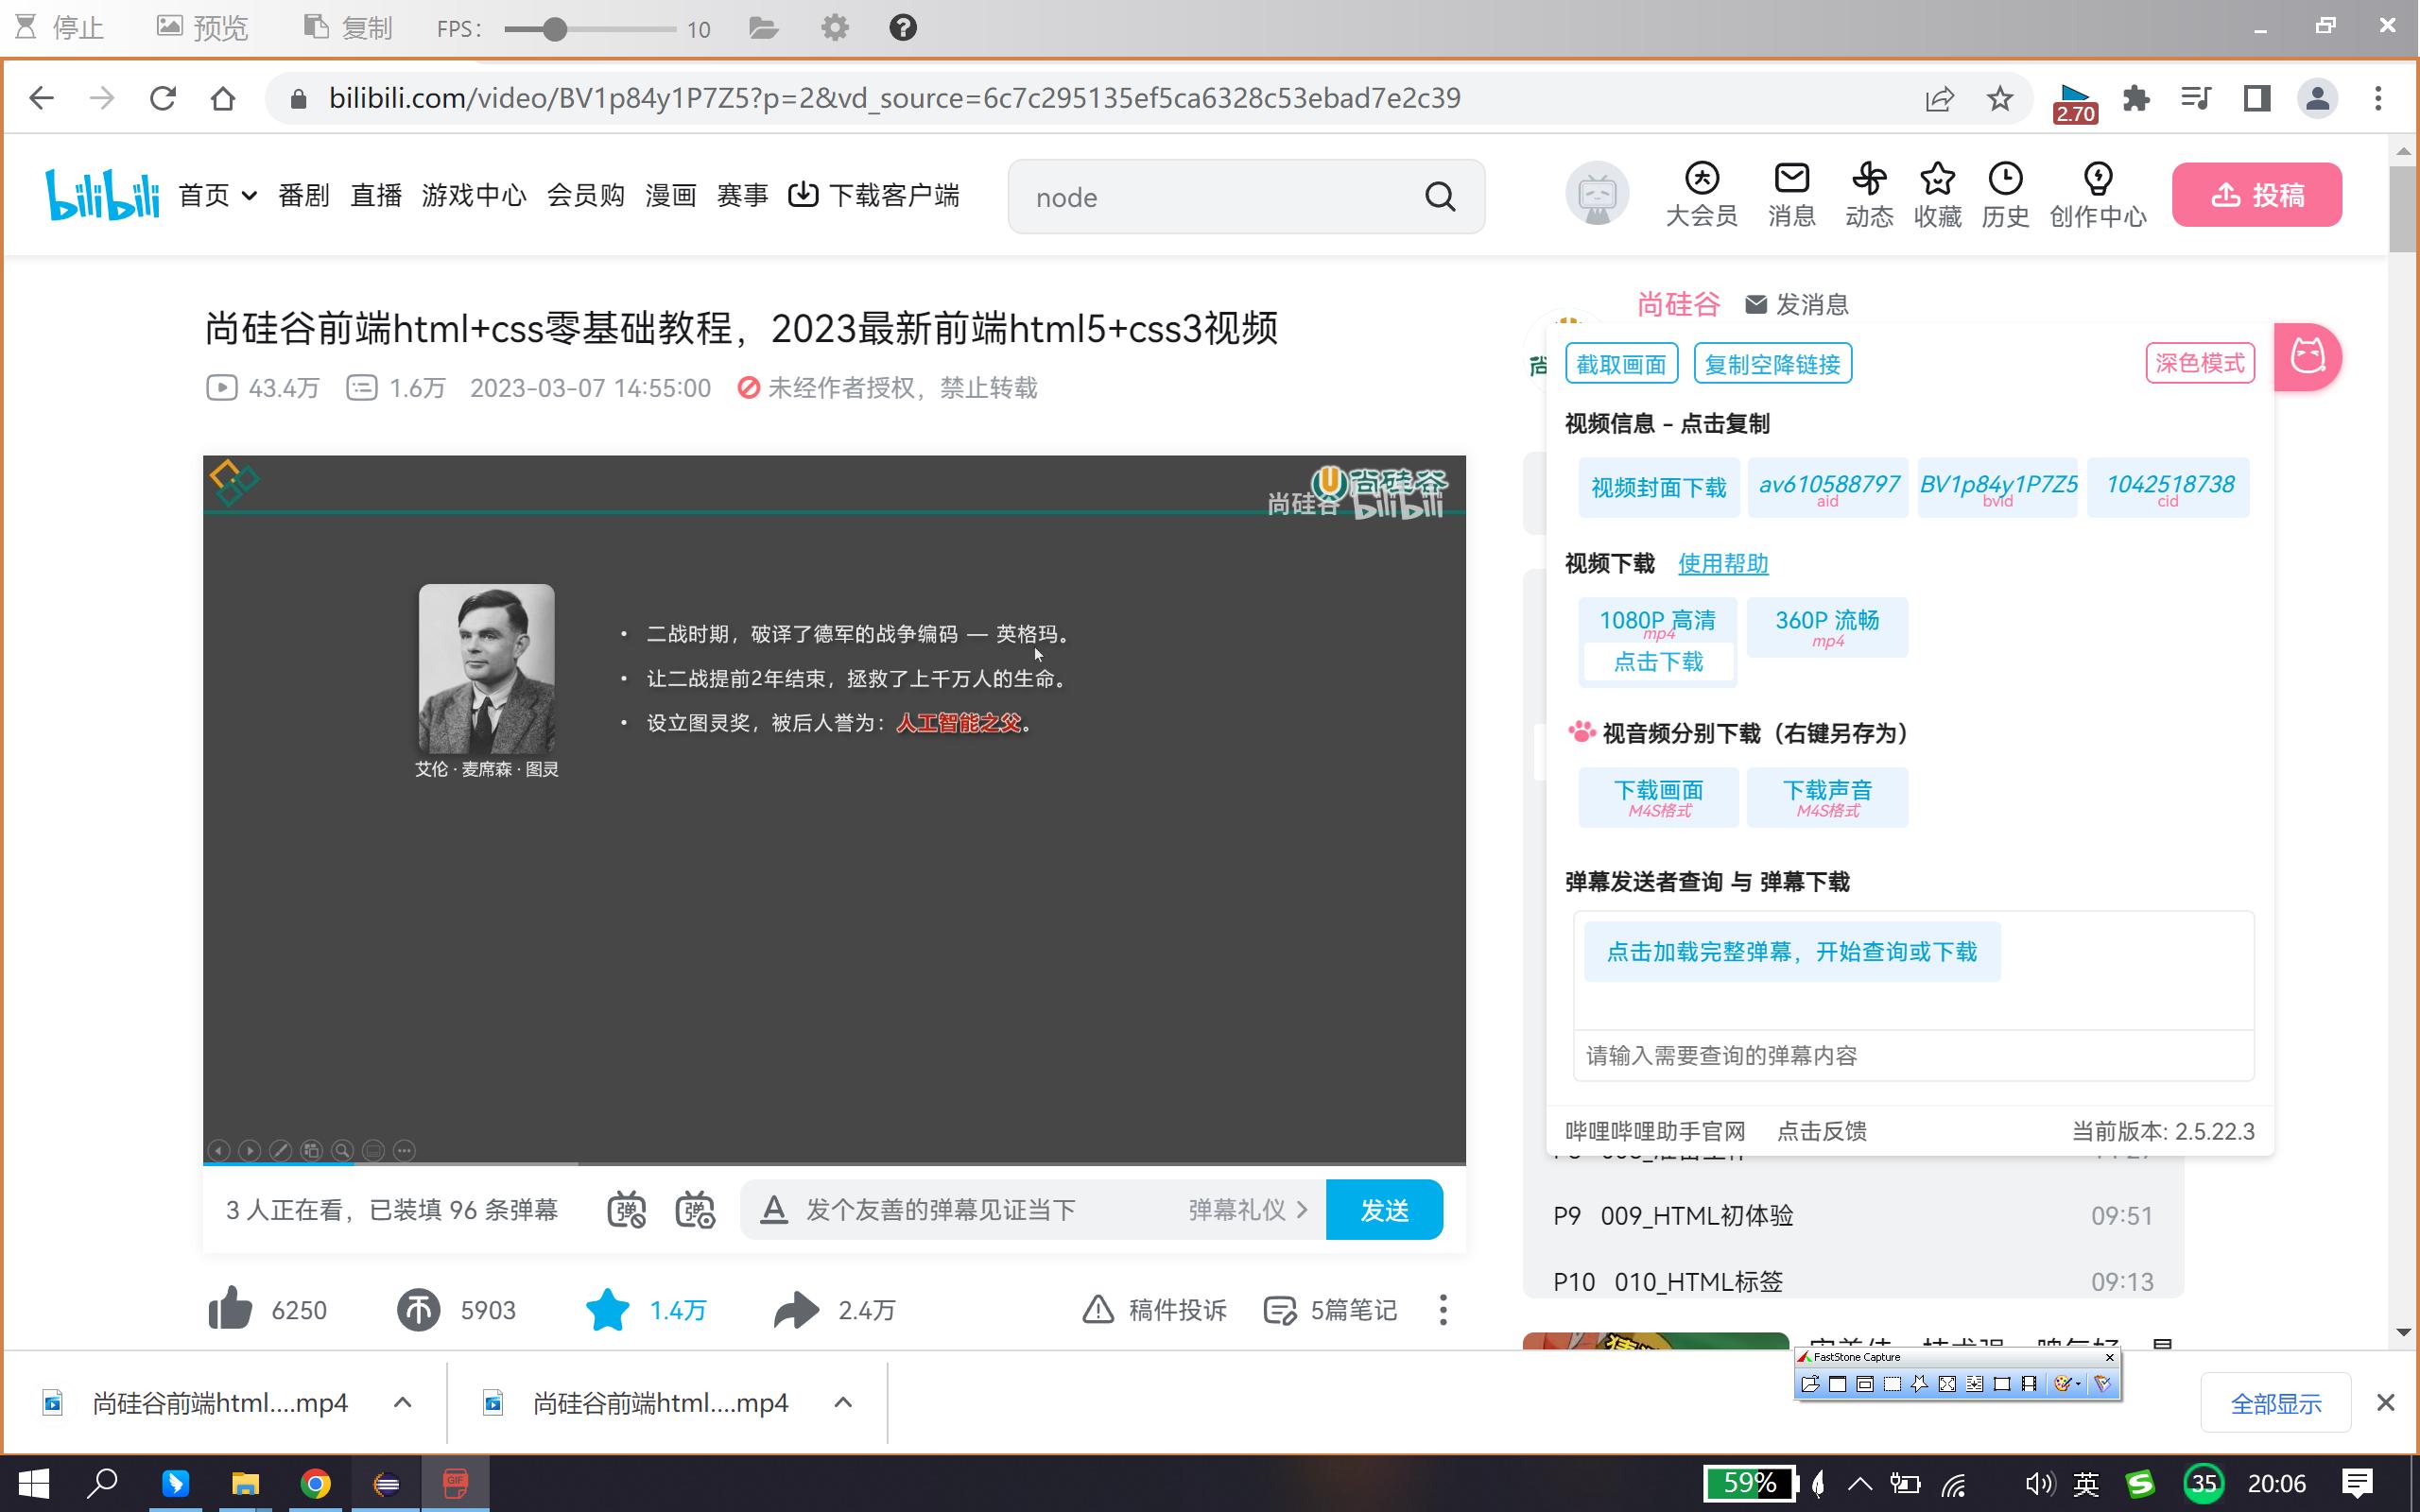 停止 预览 复制 FPS: 10
bilibili.com/video/BV1p84y1P7Z5?p=2&vd_source=6c7c295135ef5ca6328c53ebad7e2c39
2.70
bilibili 首页 番剧 直播 游戏中心 会员购 漫画 赛事 下载客户端
node
大会员 消息 动态 收藏 历史 创作中心 投稿
尚硅谷前端html+css零基础教程，2023最新前端html5+css3视频
43.4万 1.6万 2023-03-07 14:55:00 未经作者授权，禁止转载
尚硅谷 发消息
截取画面 复制空降链接 深色模式
视频信息 - 点击复制
视频封面下载 av610588797 BV1p84y1P7Z5 1042518738
aid bvid cid
视频下载 使用帮助
1080P 高清 360P 流畅
mp4 mp4
点击下载
视音频分别下载（右键另存为）
下载画面 下载声音
M4S格式 M4S格式
弹幕发送者查询 与 弹幕下载
点击加载完整弹幕，开始查询或下载
请输入需要查询的弹幕内容
哔哩哔哩助手官网 点击反馈 当前版本: 2.5.22.3
尚硅谷
尚硅谷 bilibili
• 二战时期，破译了德军的战争编码 — 英格玛。
• 让二战提前2年结束，拯救了上千万人的生命。
• 设立图灵奖，被后人誉为：人工智能之父。
艾伦 · 麦席森 · 图灵
3 人正在看，已装填 96 条弹幕
发个友善的弹幕见证当下 弹幕礼仪 发送
P9 009_HTML初体验 09:51
P10 010_HTML标签 09:13
6250 5903 1.4万 2.4万 稿件投诉 5篇笔记
FastStone Capture
尚硅谷前端html....mp4 尚硅谷前端html....mp4 全部显示
GIF 59% 英 35 20:06